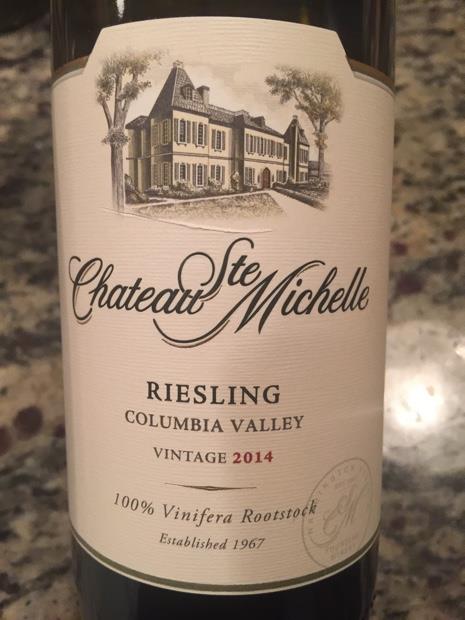 Chateau Ste Michelle
RIESLING
COLUMBIA VALLEY
VINTAGE 2014
100% Vinifera Rootstock
Established 1967